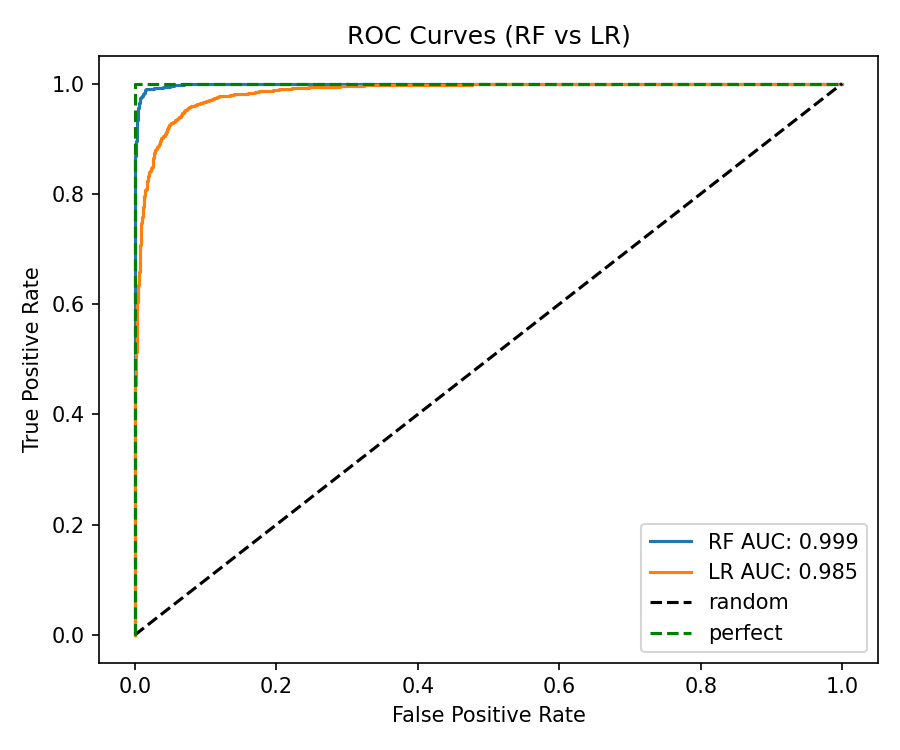 ROC Curves (RF vs LR)
1.0
0.8
0.6
0.4
0.2
0.0
True Positive Rate
RF AUC: 0.999
LR AUC: 0.985
random
perfect
0.0 0.2 0.4 0.6 0.8 1.0
False Positive Rate